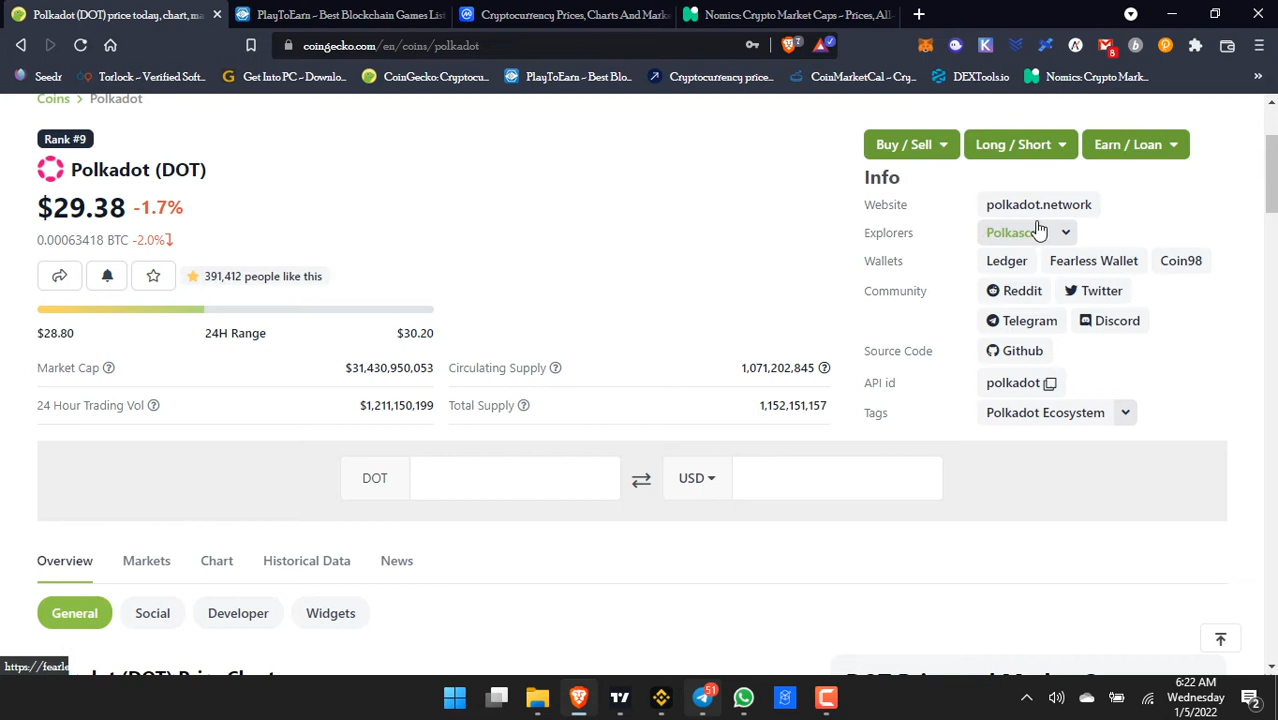 Polkadot (DOT) price today, chart, ma
PlayToEarn - Best Blockchain Games List
Cryptocurrency Prices, Charts And Mark
Nomics: Crypto Market Caps - Prices, All
coingecko.com/en/coins/polkadot
Seedr
Torlock - Verified Soft...
Get Into PC - Downlo...
CoinGecko: Cryptocu...
PlayToEarn - Best Blo...
Cryptocurrency price...
CoinMarketCal - Cry...
DEXTools.io
Nomics: Crypto Mark...
Coins > Polkadot
Rank #9
Polkadot (DOT)
$29.38 -1.7%
0.00063418 BTC -2.0%
391,412 people like this
$28.80 24H Range $30.20
Market Cap $31,430,950,053
Circulating Supply 1,071,202,845
24 Hour Trading Vol $1,211,150,199
Total Supply 1,152,151,157
Buy / Sell Long / Short Earn / Loan
Info
Website polkadot.network
Explorers
Wallets Ledger Fearless Wallet Coin98
Community Reddit Twitter
Telegram Discord
Source Code Github
API id polkadot
Tags Polkadot Ecosystem
DOT USD
Overview Markets Chart Historical Data News
General Social Developer Widgets
https://fearle
51
6:22 AM
Wednesday
1/5/2022
2